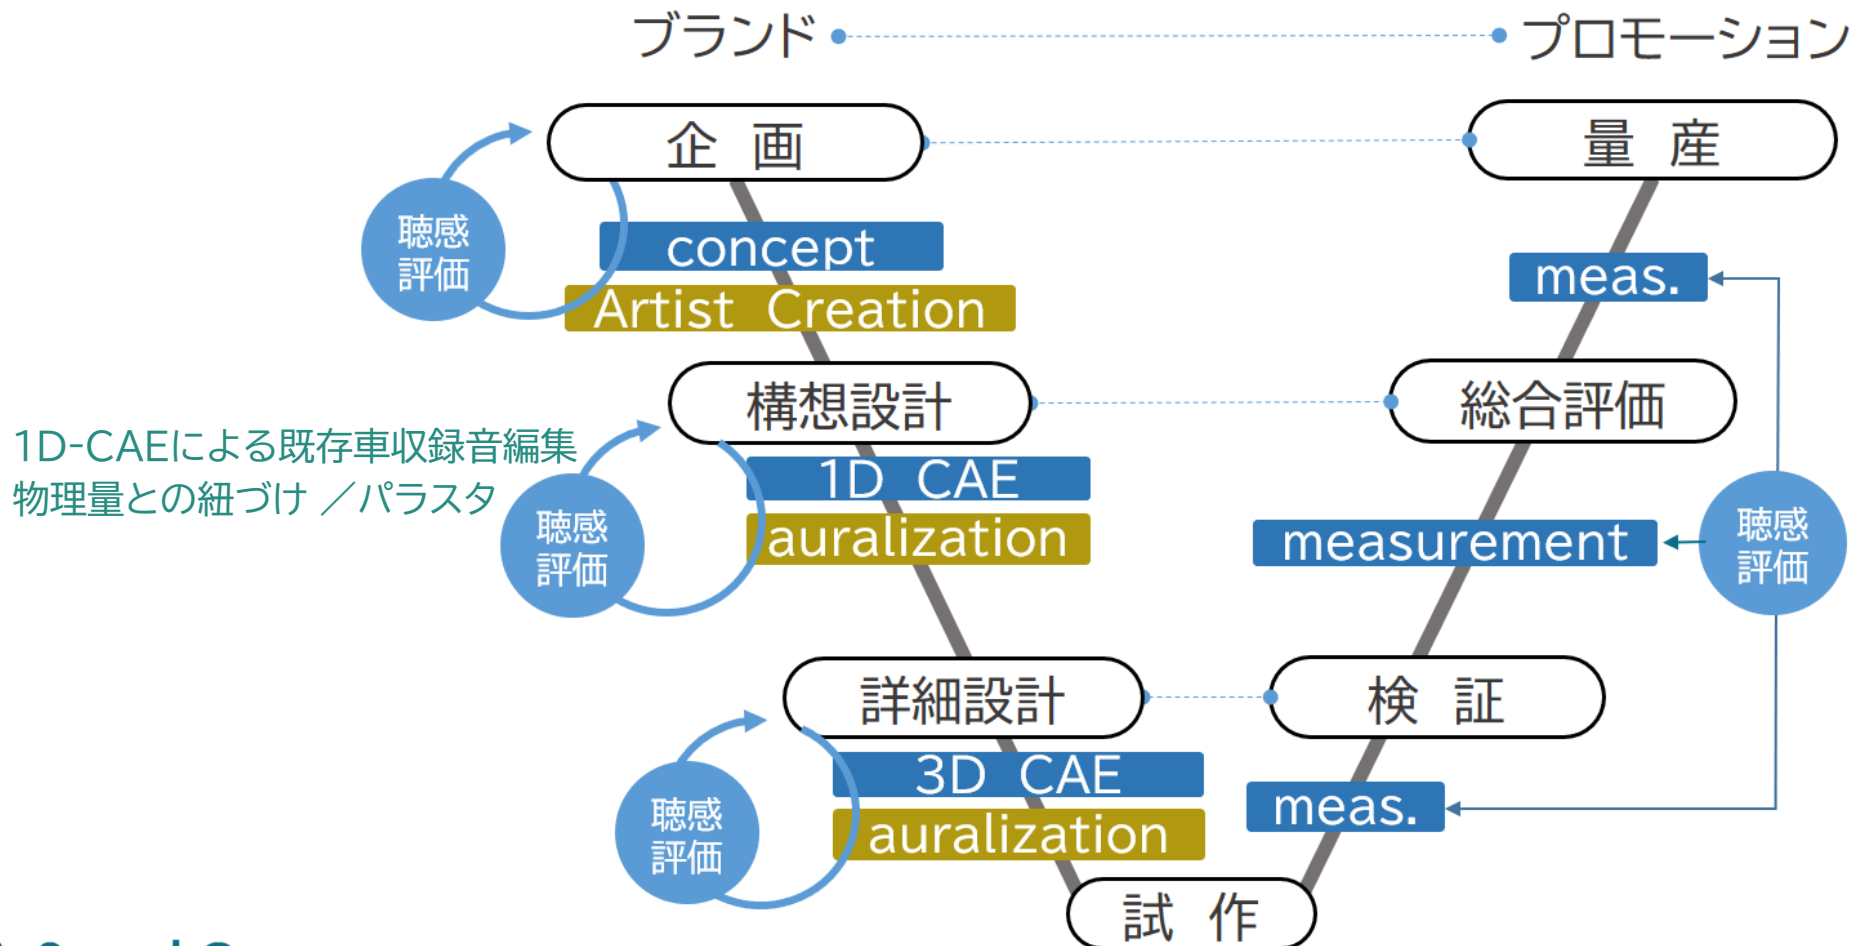 ブランド
プロモーション
企 画
量 産
聴感
評価
concept
Artist Creation
meas.
構想設計
総合評価
1D-CAEによる既存車収録音編集
物理量との紐づけ ／パラスタ
聴感
評価
1D CAE
auralization
measurement
聴感
評価
詳細設計
検 証
聴感
評価
3D CAE
auralization
meas.
試 作